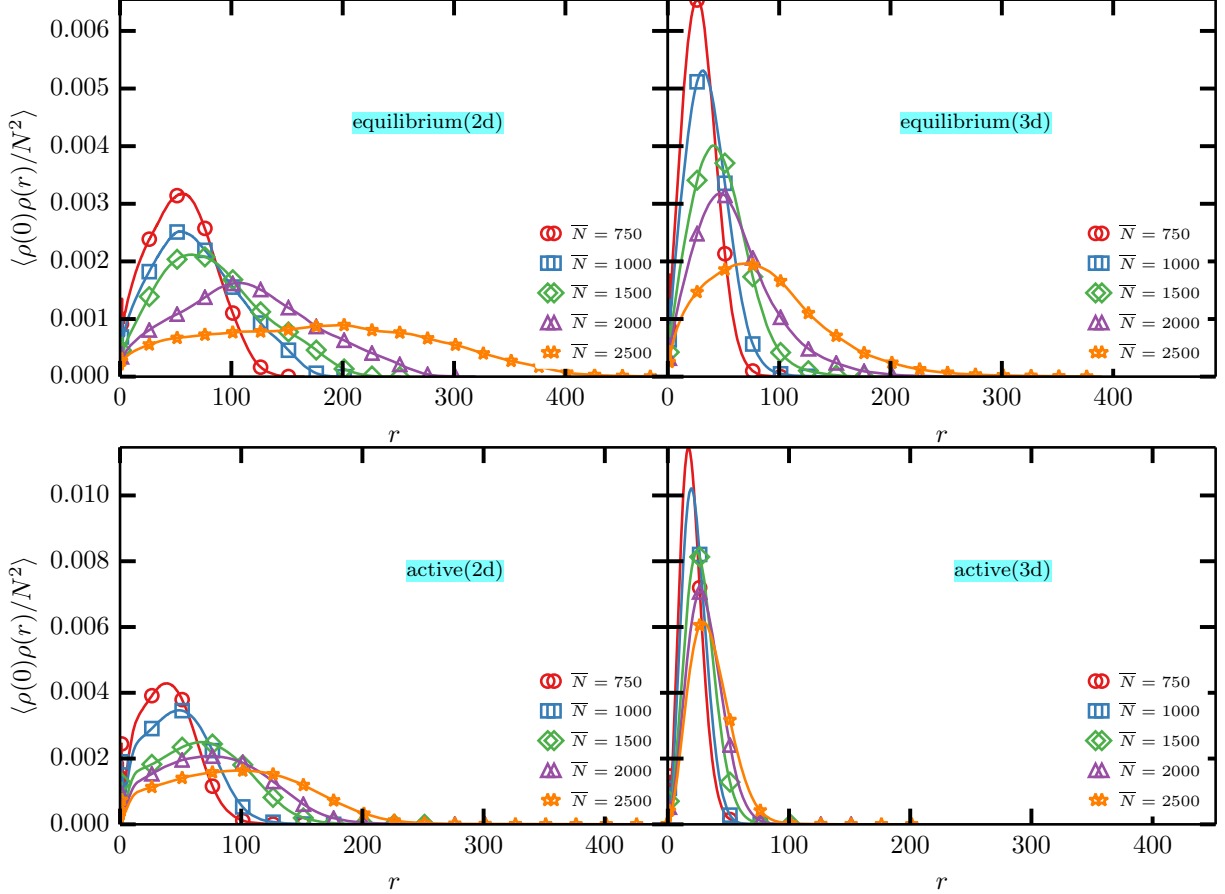 ⟨ρ(0)ρ(r)/N²⟩
0.006
0.005
0.004
0.003
0.002
0.001
0.000
equilibrium(2d)
N̅ = 750
N̅ = 1000
N̅ = 1500
N̅ = 2000
N̅ = 2500
0 100 200 300 400
r
equilibrium(3d)
N̅ = 750
N̅ = 1000
N̅ = 1500
N̅ = 2000
N̅ = 2500
0 100 200 300 400
r
⟨ρ(0)ρ(r)/N²⟩
0.010
0.008
0.006
0.004
0.002
0.000
active(2d)
N̅ = 750
N̅ = 1000
N̅ = 1500
N̅ = 2000
N̅ = 2500
0 100 200 300 400
r
active(3d)
N̅ = 750
N̅ = 1000
N̅ = 1500
N̅ = 2000
N̅ = 2500
0 100 200 300 400
r